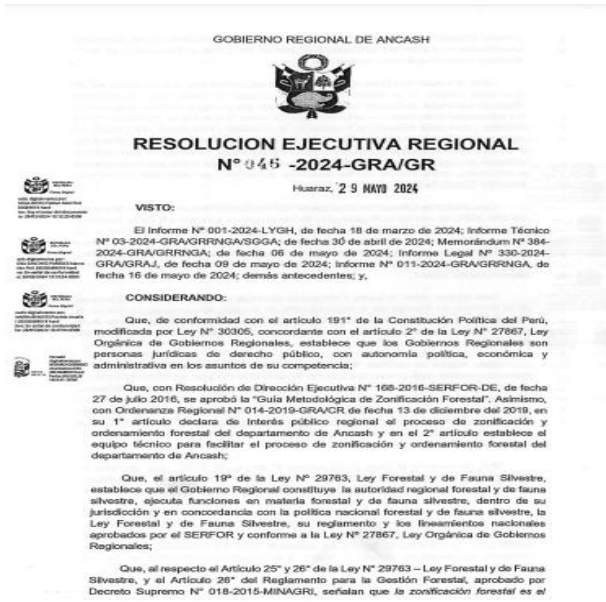 GOBIERNO REGIONAL DE ANCASH
RESOLUCION EJECUTIVA REGIONAL
N° 046 -2024-GRA/GR
Huaraz, 29 MAYO 2024
VISTO:
El Informe N° 001-2024-LYGH, de fecha 18 de marzo de 2024; Informe Técnico
N° 03-2024-GRA/GRRNGA/SGGA; de fecha 30 de abril de 2024; Memorándum N° 384-
2024-GRA/GRRNGA; de fecha 06 de mayo de 2024; Informe Legal N° 330-2024-
GRA/GRAJ, de fecha 09 de mayo de 2024; Informe N° 011-2024-GRA/GRRNGA, de
fecha 16 de mayo de 2024; demás antecedentes; y,
CONSIDERANDO:
Que, de conformidad con el artículo 191° de la Constitución Política del Perú,
modificada por Ley N° 30305, concordante con el artículo 2° de la Ley N° 27867, Ley
Orgánica de Gobiernos Regionales, establece que los Gobiernos Regionales son
personas jurídicas de derecho público, con autonomía política, económica y
administrativa en los asuntos de su competencia;
Que, con Resolución de Dirección Ejecutiva N° 168-2016-SERFOR-DE, de fecha
27 de julio 2016, se aprobó la "Guía Metodológica de Zonificación Forestal". Asimismo,
con Ordenanza Regional N° 014-2019-GRA/CR de fecha 13 de diciembre del 2019, en
su 1° artículo declara de Interés público regional el proceso de zonificación y
ordenamiento forestal del departamento de Ancash y en el 2° artículo establece el
equipo técnico para facilitar el proceso de zonificación y ordenamiento forestal del
departamento de Ancash;
Que, el artículo 19° de la Ley N° 29763, Ley Forestal y de Fauna Silvestre,
establece que el Gobierno Regional constituye la autoridad regional forestal y de fauna
silvestre, ejecuta funciones en materia forestal y de fauna silvestre, dentro de su
jurisdicción y en concordancia con la política nacional forestal y de fauna silvestre, la
Ley Forestal y de Fauna Silvestre, su reglamento y los lineamientos nacionales
aprobados por el SERFOR y conforme a la Ley N° 27867, Ley Orgánica de Gobiernos
Regionales;
Que, al respecto el Artículo 25° y 26° de la Ley N° 29763 – Ley Forestal y de Fauna
Silvestre, y el Artículo 26° del Reglamento para la Gestión Forestal, aprobado por
Decreto Supremo N° 018-2015-MINAGRI, señalan que la zonificación forestal es el